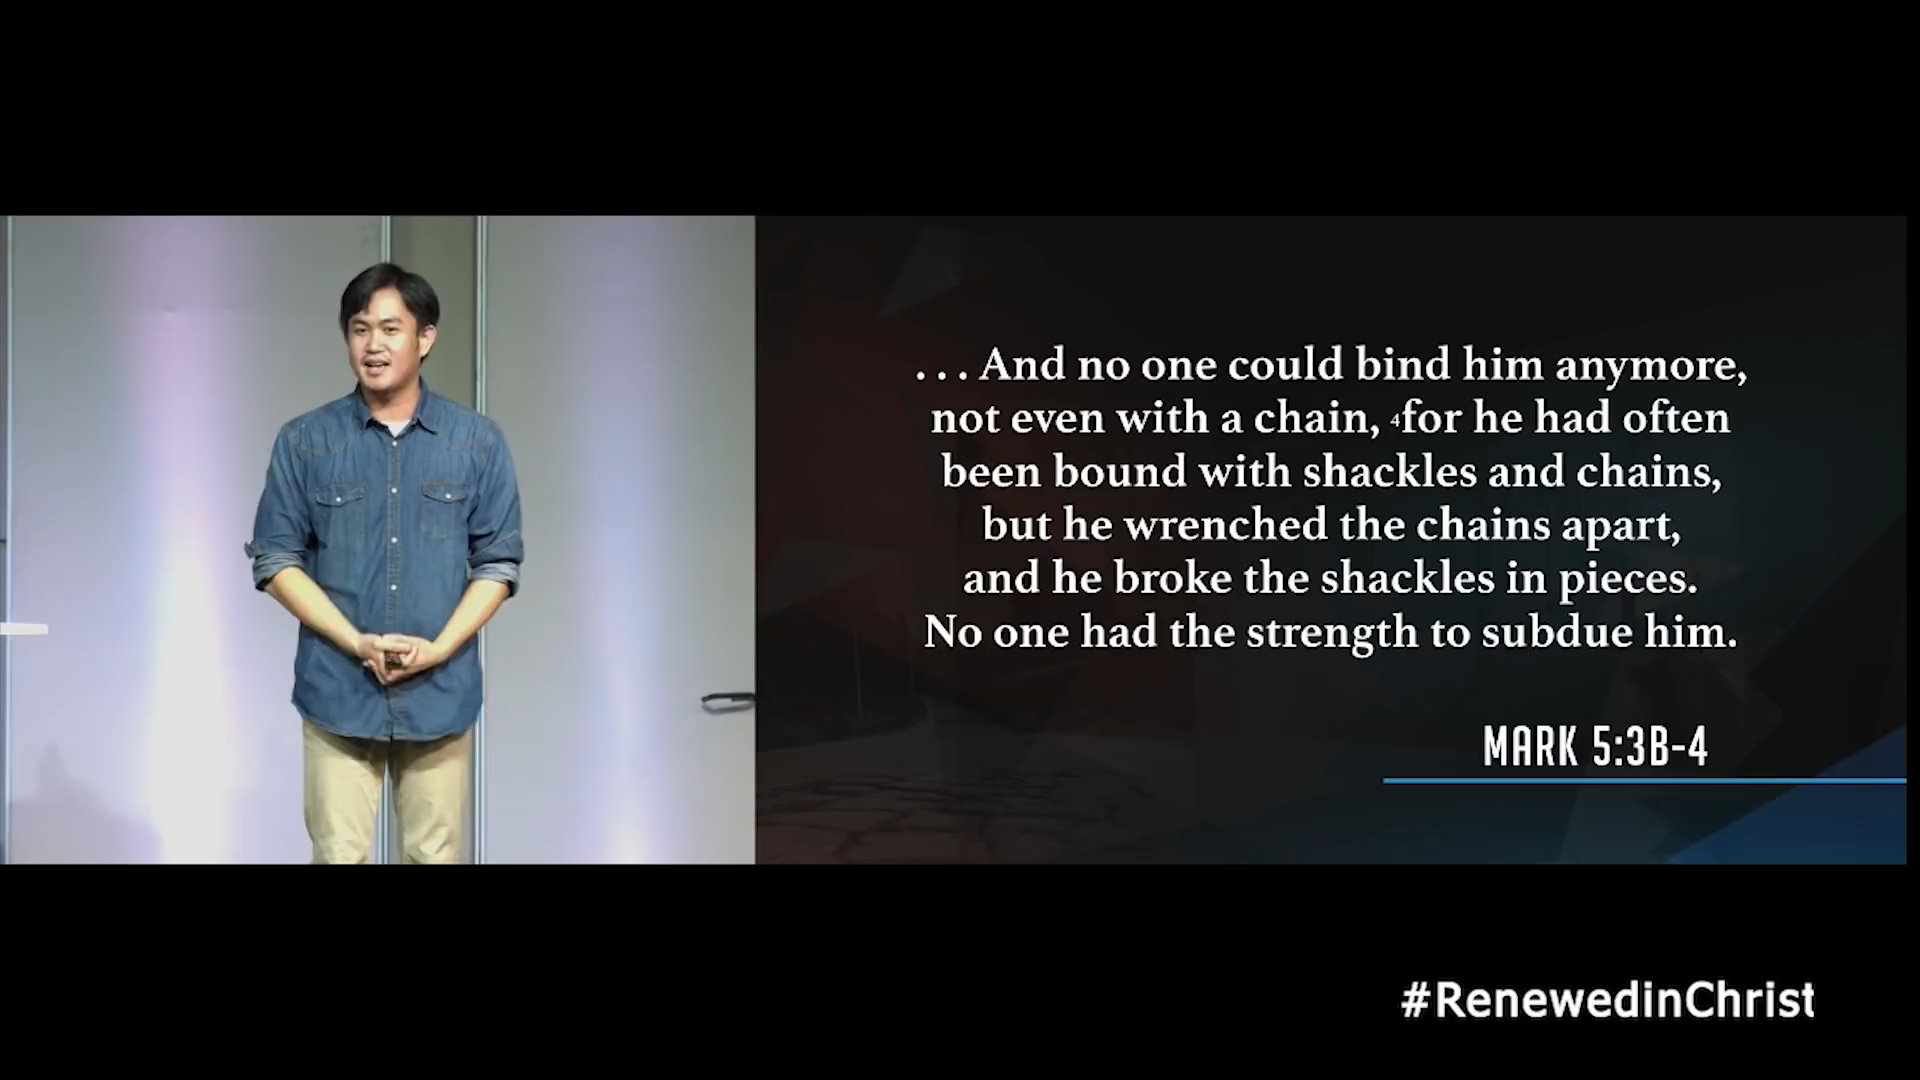 . . . And no one could bind him anymore,
not even with a chain, 4for he had often
been bound with shackles and chains,
but he wrenched the chains apart,
and he broke the shackles in pieces.
No one had the strength to subdue him.
MARK 5:3B-4
#RenewedinChrist